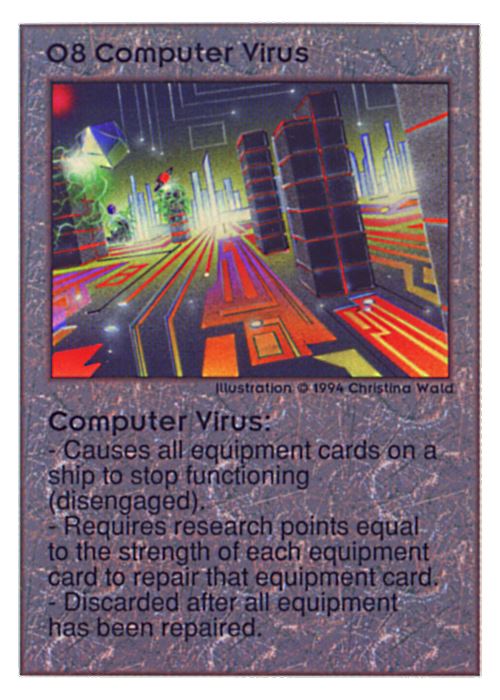 O8 Computer Virus
Illustration © 1994 Christina Wald
Computer Virus:
- Causes all equipment cards on a
ship to stop functioning
(disengaged).
- Requires research points equal
to the strength of each equipment
card to repair that equipment card.
- Discarded after all equipment
has been repaired.